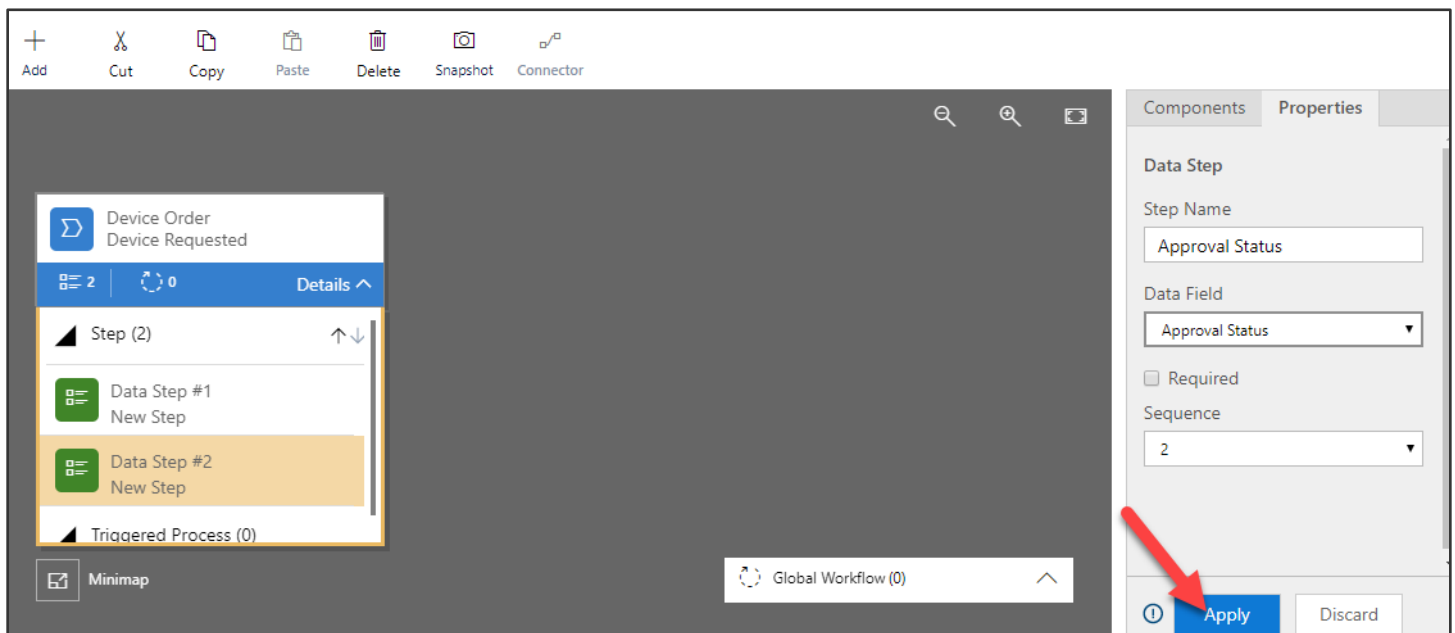 Add
Cut
Copy
Paste
Delete
Snapshot
Connector
Components
Properties
Device Order
Device Requested
2
0
Details
Step (2)
Data Step #1
New Step
Data Step #2
New Step
Triggered Process (0)
Minimap
Global Workflow (0)
Data Step
Step Name
Approval Status
Data Field
Approval Status
Required
Sequence
2
Apply
Discard